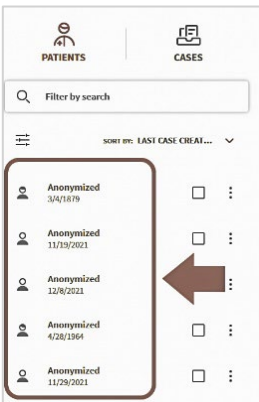 PATIENTS
CASES
Filter by search
SORT BY: LAST CASE CREAT...
Anonymized
3/4/1879
Anonymized
11/19/2021
Anonymized
12/8/2021
Anonymized
4/28/1964
Anonymized
11/29/2021